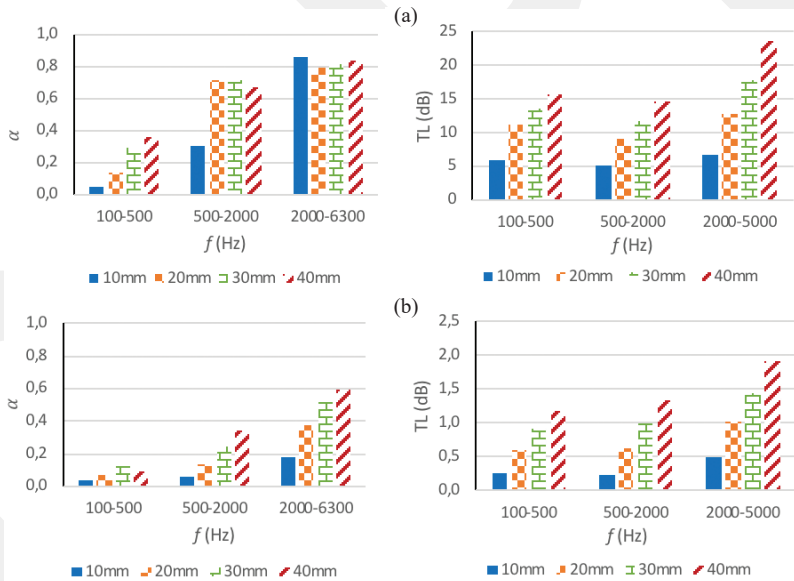 (a)
1,0
0,8
0,6
0,4
0,2
0,0
α
100-500 500-2000 2000-6300
f (Hz)
10mm 20mm 30mm 40mm
25
20
15
10
5
0
TL (dB)
100-500 500-2000 2000-5000
f (Hz)
10mm 20mm 30mm 40mm
(b)
1,0
0,8
0,6
0,4
0,2
0,0
α
100-500 500-2000 2000-6300
f (Hz)
10mm 20mm 30mm 40mm
2,5
2,0
1,5
1,0
0,5
0,0
TL (dB)
100-500 500-2000 2000-5000
f (Hz)
10mm 20mm 30mm 40mm